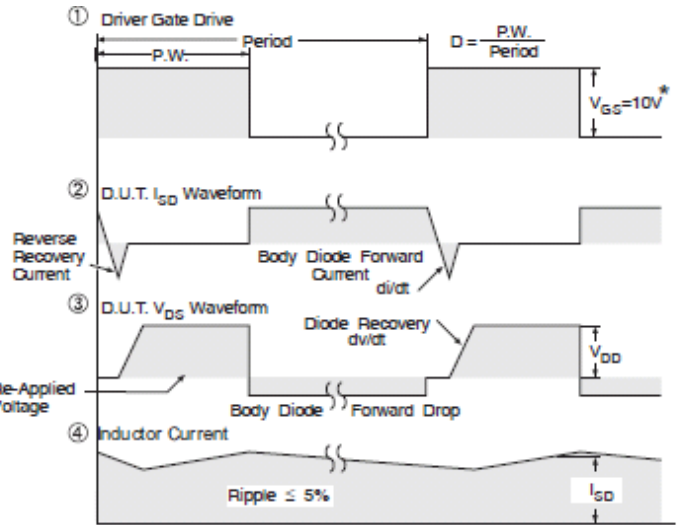 ① Driver Gate Drive
Period
P.W.
D = P.W. / Period
V_GS=10V*
② D.U.T. I_SD Waveform
Reverse
Recovery
Current
Body Diode Forward
Current
di/dt
③ D.U.T. V_DS Waveform
Diode Recovery
dv/dt
V_DD
e-Applied
oltage
Body Diode Forward Drop
④ Inductor Current
Ripple ≤ 5%
I_SD